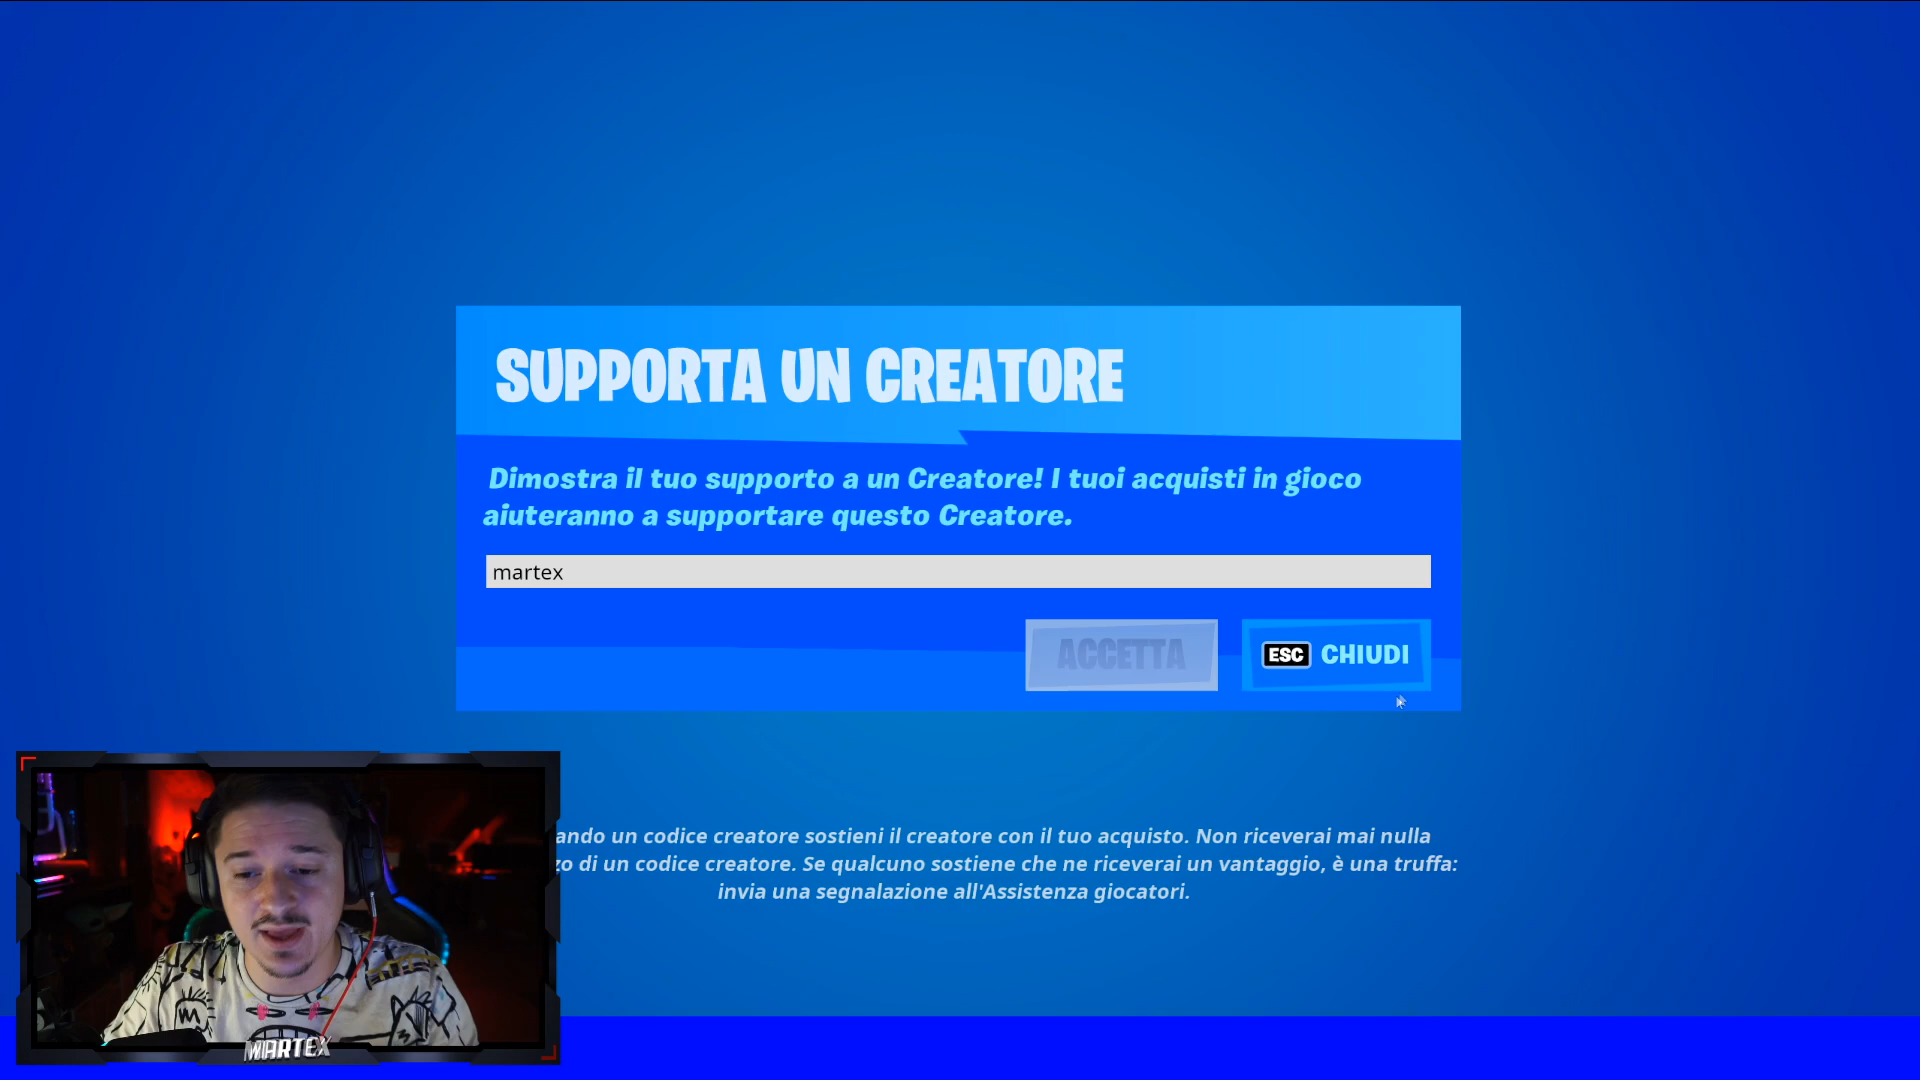 SUPPORTA UN CREATORE
Dimostra il tuo supporto a un Creatore! I tuoi acquisti in gioco
aiuteranno a supportare questo Creatore.
martex
ACCETTA
ESC CHIUDI
un codice creatore sostieni il creatore con il tuo acquisto. Non riceverai mai nulla
di un codice creatore. Se qualcuno sostiene che ne riceverai un vantaggio, è una truffa:
invia una segnalazione all'Assistenza giocatori.
MARTEX